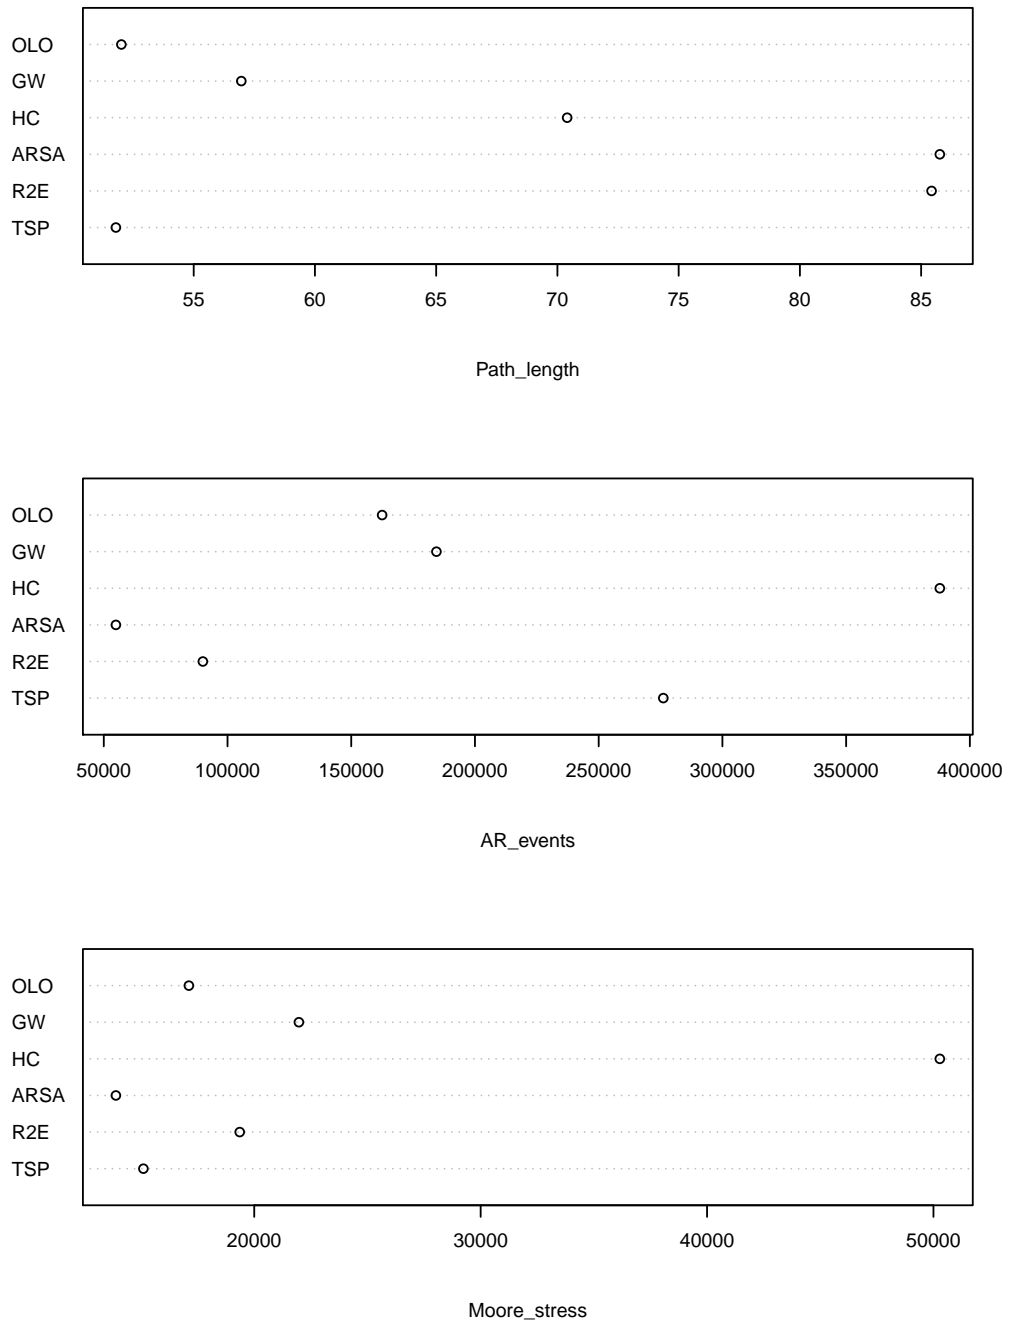 OLO
GW
HC
ARSA
R2E
TSP
55 60 65 70 75 80 85
Path_length
OLO
GW
HC
ARSA
R2E
TSP
50000 100000 150000 200000 250000 300000 350000 400000
AR_events
OLO
GW
HC
ARSA
R2E
TSP
20000 30000 40000 50000
Moore_stress